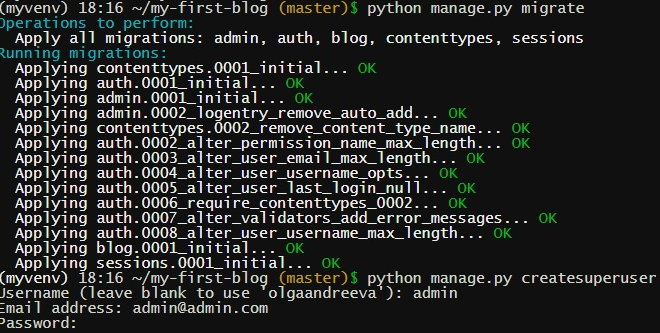 (myvenv) 18:16 ~/my-first-blog (master)$ python manage.py migrate
Operations to perform:
  Apply all migrations: admin, auth, blog, contenttypes, sessions
Running migrations:
  Applying contenttypes.0001_initial... OK
  Applying auth.0001_initial... OK
  Applying admin.0001_initial... OK
  Applying admin.0002_logentry_remove_auto_add... OK
  Applying contenttypes.0002_remove_content_type_name... OK
  Applying auth.0002_alter_permission_name_max_length... OK
  Applying auth.0003_alter_user_email_max_length... OK
  Applying auth.0004_alter_user_username_opts... OK
  Applying auth.0005_alter_user_last_login_null... OK
  Applying auth.0006_require_contenttypes_0002... OK
  Applying auth.0007_alter_validators_add_error_messages... OK
  Applying auth.0008_alter_user_username_max_length... OK
  Applying blog.0001_initial... OK
  Applying sessions.0001_initial... OK
(myvenv) 18:16 ~/my-first-blog (master)$ python manage.py createsuperuser
Username (leave blank to use 'olgaandreeva'): admin
Email address: admin@admin.com
Password: